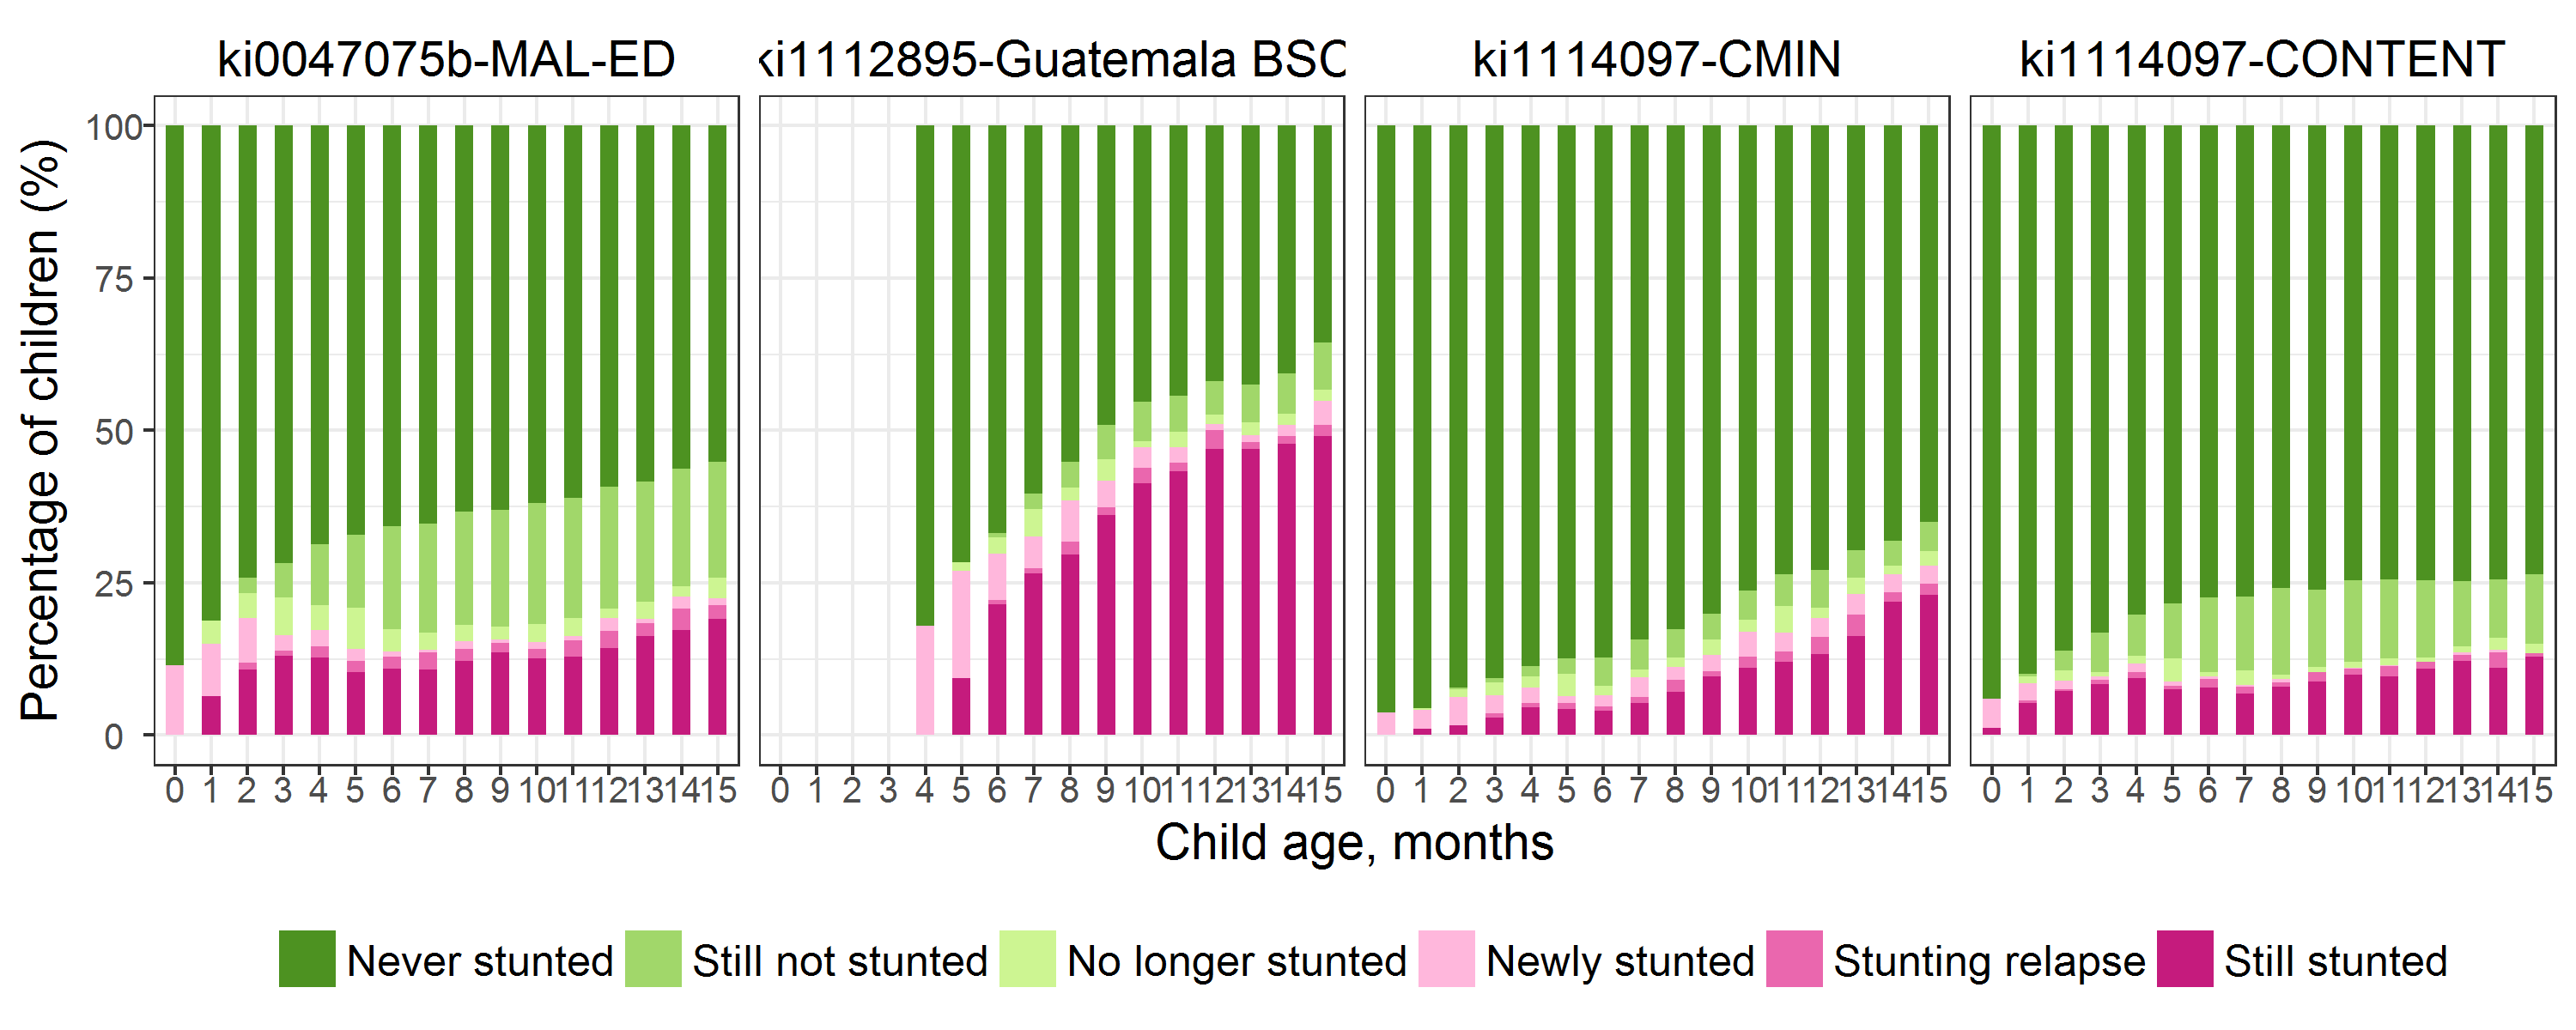 ki0047075b-MAL-ED ki1112895-Guatemala BSC ki1114097-CMIN ki1114097-CONTENT
Percentage of children (%)
100
75
50
25
0
0 1 2 3 4 5 6 7 8 9 10 11 12 13 14 15 0 1 2 3 4 5 6 7 8 9 10 11 12 13 14 15 0 1 2 3 4 5 6 7 8 9 10 11 12 13 14 15 0 1 2 3 4 5 6 7 8 9 10 11 12 13 14 15
Child age, months
Never stunted Still not stunted No longer stunted Newly stunted Stunting relapse Still stunted